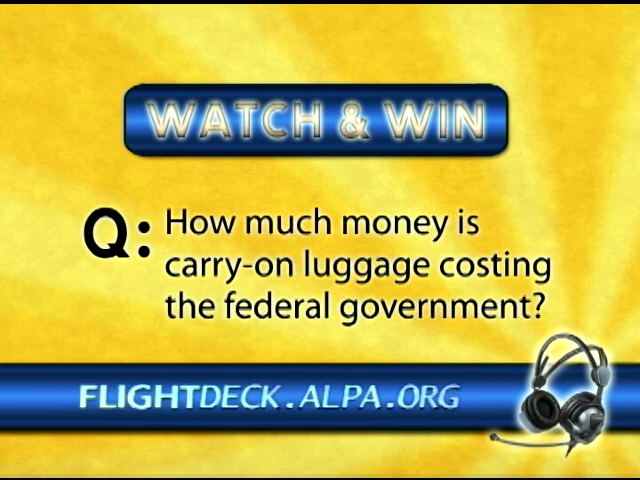 WATCH & WIN
Q: How much money is
carry-on luggage costing
the federal government?
FLIGHTDECK.ALPA.ORG